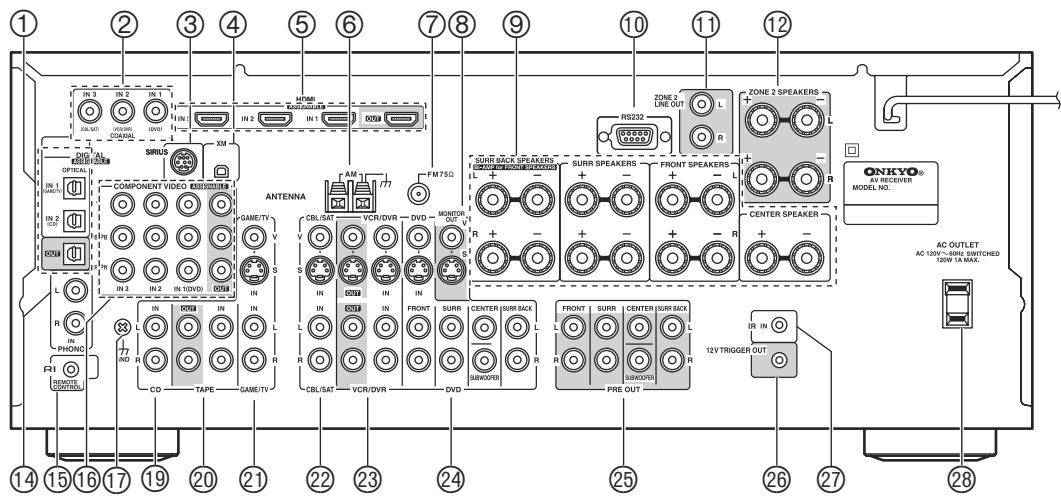 ① ② ③ ④ ⑤ ⑥ ⑦ ⑧ ⑨ ⑩ ⑪ ⑫
IN 3 IN 2 IN 1
(CBL/SAT) (VCR/DVR) (DVD)
COAXIAL
HDMI
ASSIGNABLE
IN 3 IN 2 IN 1 OUT
DIGITAL
ASSIGNABLE
OPTICAL
IN 1
(GAME/TV)
IN 2
(CD)
OUT
SIRIUS
XM
COMPONENT VIDEO ASSIGNABLE
PB
PR
IN 3 IN 2 IN 1(DVD) OUT
ANTENNA
AM
FM 75Ω
RS232
ZONE 2
LINE OUT
L
R
ZONE 2 SPEAKERS
+ −
L
+ −
R
SURR BACK SPEAKERS
SURR SPEAKERS
FRONT SPEAKERS
L + − + − + − L
R R
+ − + − + −
CENTER SPEAKER
+ −
ONKYO®
AV RECEIVER
MODEL NO.
AC OUTLET
AC 120V～60Hz SWITCHED
120W 1A MAX.
GAME/TV
V
S
IN
CBL/SAT VCR/DVR DVD MONITOR
OUT
V V
S S
IN OUT IN IN
L
R
IN
PHONO
RI
REMOTE
CONTROL
GND
IN OUT IN IN
L L
R R
CD TAPE GAME/TV
IN OUT IN FRONT SURR CENTER SURR BACK
L L
R R
SUBWOOFER
CBL/SAT VCR/DVR DVD
FRONT SURR CENTER SURR BACK
L L
R R
SUBWOOFER
PRE OUT
IR IN
12V TRIGGER OUT
⑭ ⑮ ⑯ ⑰ ⑲ ⑳ ㉑ ㉒ ㉓ ㉔ ㉕ ㉖ ㉗ ㉘